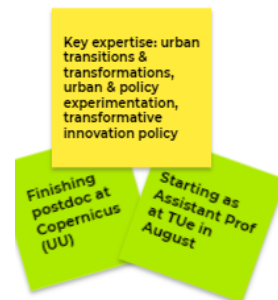 Key expertise: urban
transitions &
transformations,
urban & policy
experimentation,
transformative
innovation policy
Finishing
postdoc at
Copernicus
(UU)
Starting as
Assistant Prof
at TUe in
August